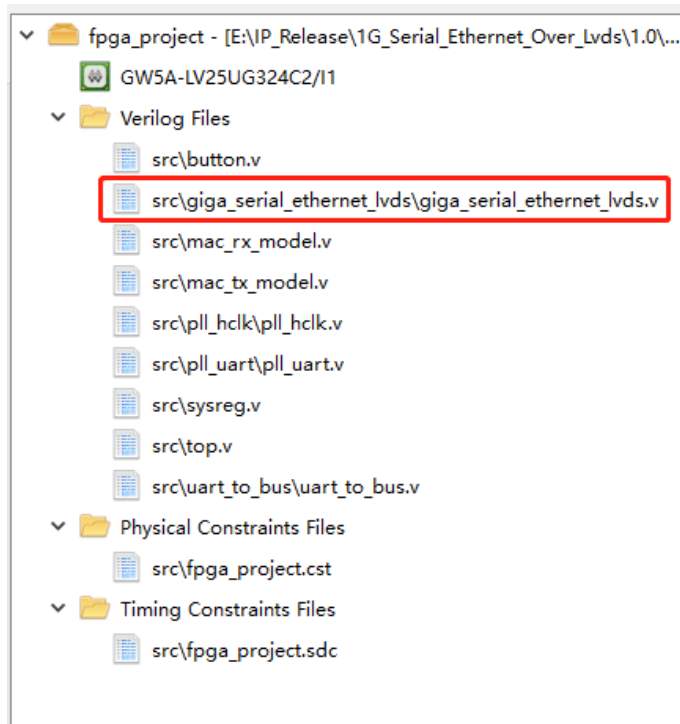 fpga_project - [E:\IP_Release\1G_Serial_Ethernet_Over_Lvds\1.0\...
GW5A-LV25UG324C2/I1
Verilog Files
src\button.v
src\giga_serial_ethernet_lvds\giga_serial_ethernet_lvds.v
src\mac_rx_model.v
src\mac_tx_model.v
src\pll_hclk\pll_hclk.v
src\pll_uart\pll_uart.v
src\sysreg.v
src\top.v
src\uart_to_bus\uart_to_bus.v
Physical Constraints Files
src\fpga_project.cst
Timing Constraints Files
src\fpga_project.sdc